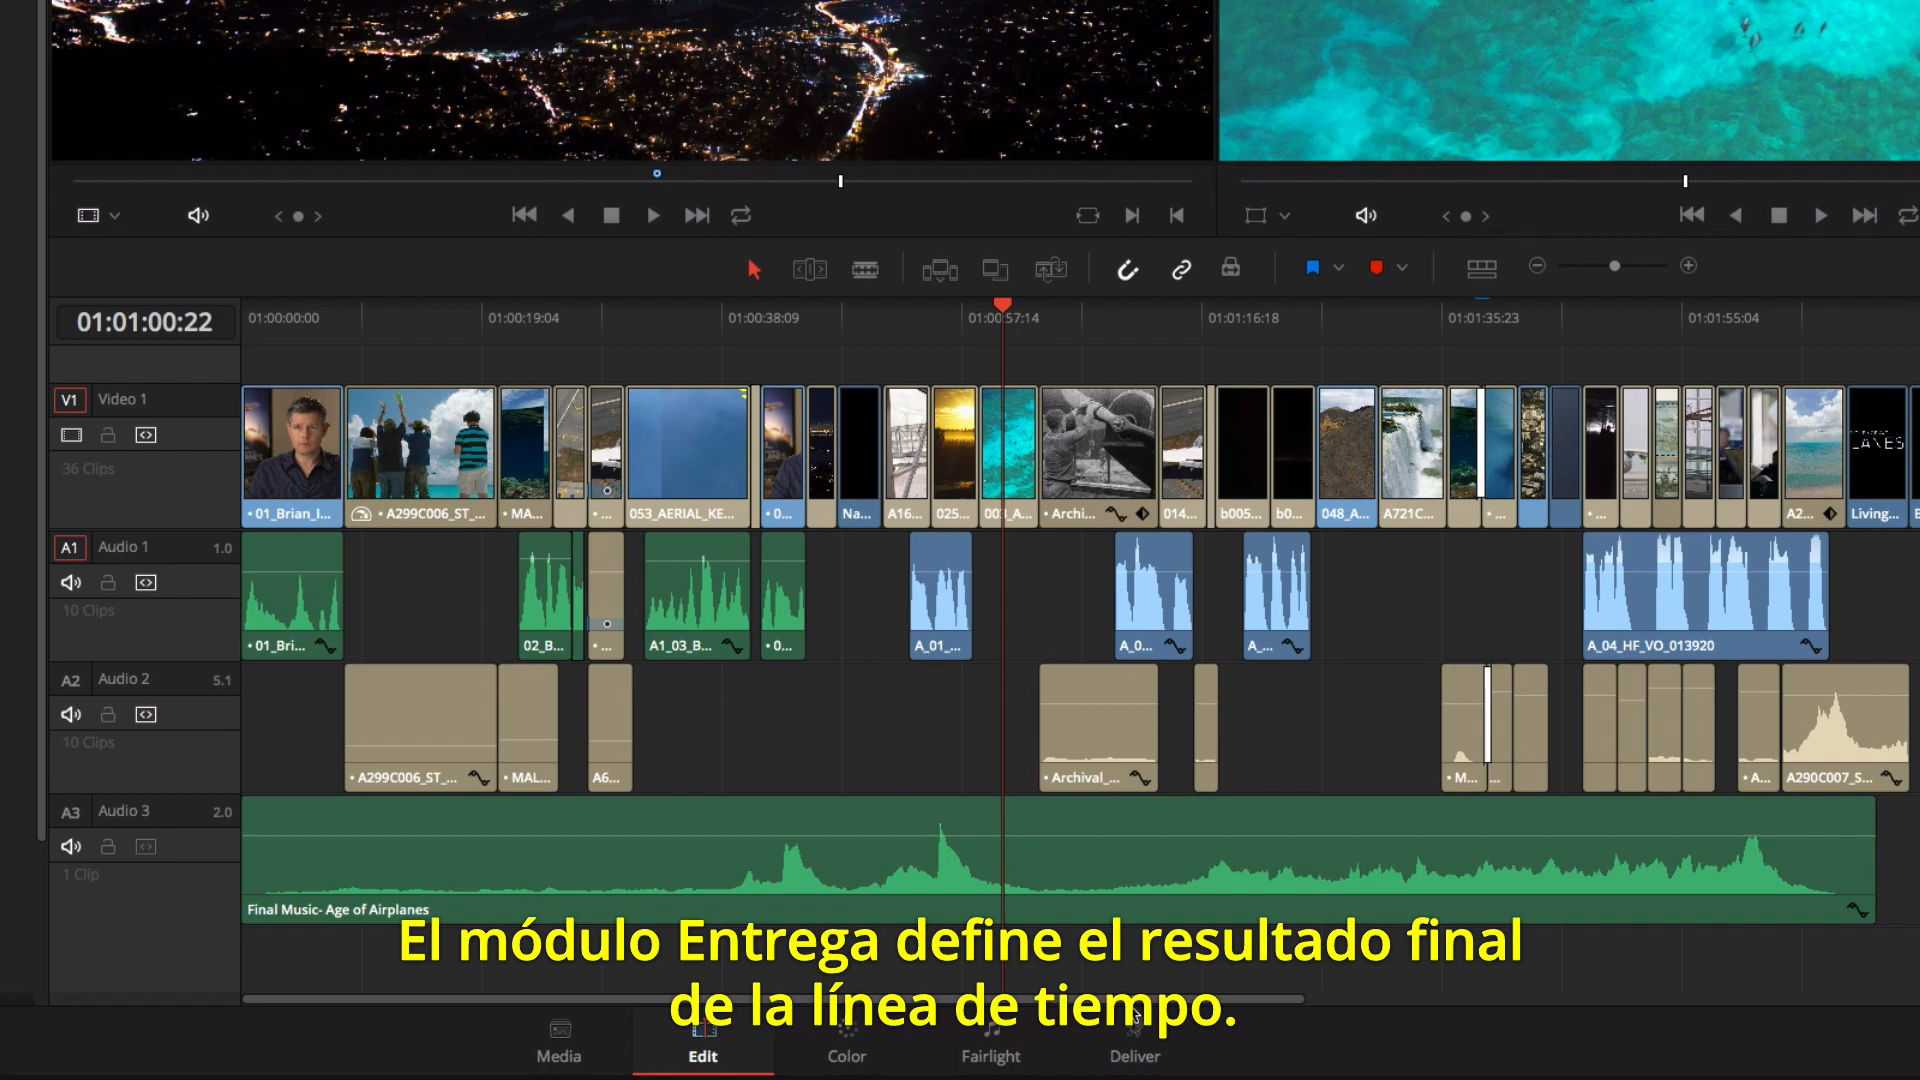 01:01:00:22
01:00:00:00
01:00:19:04
01:00:38:09
01:00:57:14
01:01:16:18
01:01:35:23
01:01:55:04
V1 Video 1
36 Clips
LANES
• 01_Brian_I...
• A299C006_ST_...
• MA...
• ...
053_AERIAL_KE...
• 0...
Na...
A16...
025...
003_A...
• Archi...
014...
b005...
b0...
048_A...
A721C...
• ...
• ...
A2...
Living...
A1 Audio 1 1.0
10 Clips
• 01_Bri...
02_B...
• ...
A1_03_B...
• 0...
A_01_...
A_0...
A_...
A_04_HF_VO_013920
A2 Audio 2 5.1
10 Clips
• A299C006_ST_...
• MAL...
A6...
• Archival_...
• M...
...
• A...
A290C007_S...
A3 Audio 3 2.0
1 Clip
Final Music- Age of Airplanes
El módulo Entrega define el resultado final
de la línea de tiempo.
Media
Edit
Color
Fairlight
Deliver